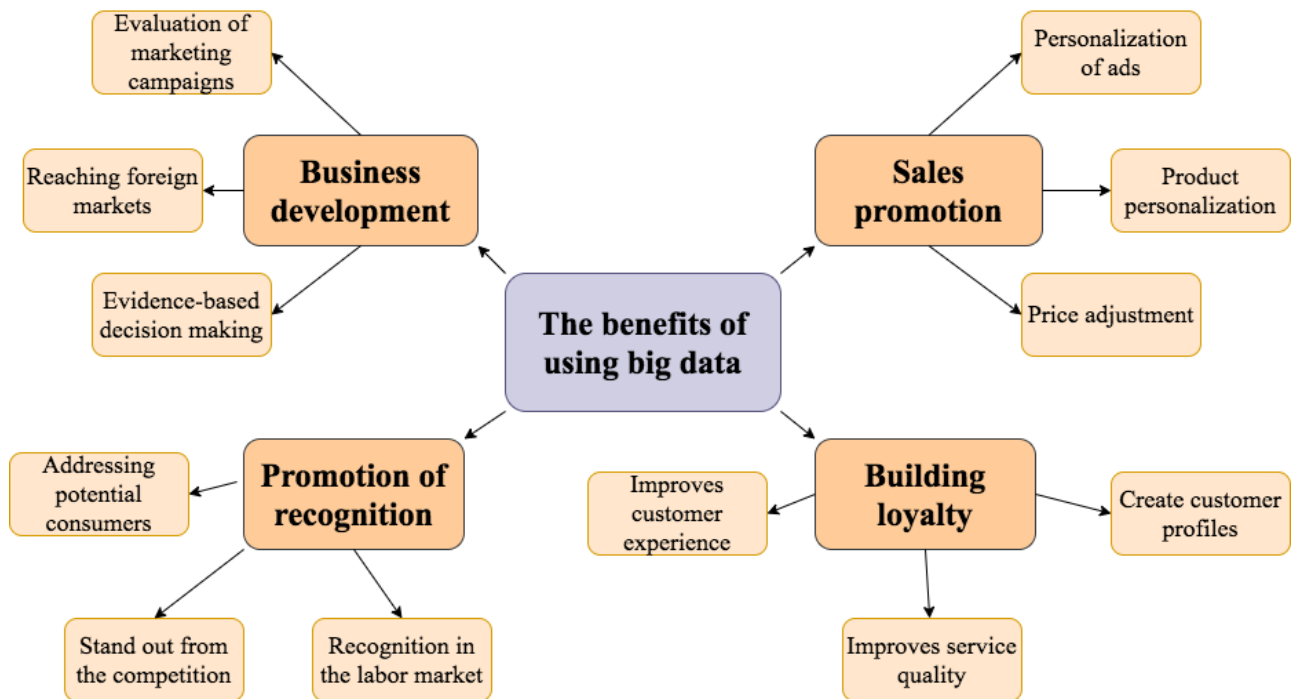 Evaluation of
marketing
campaigns
Personalization
of ads
Business
development
Sales
promotion
Reaching foreign
markets
Product
personalization
Evidence-based
decision making
Price adjustment
The benefits of
using big data
Addressing
potential
consumers
Promotion of
recognition
Improves
customer
experience
Building
loyalty
Create customer
profiles
Stand out from
the competition
Recognition in
the labor market
Improves service
quality